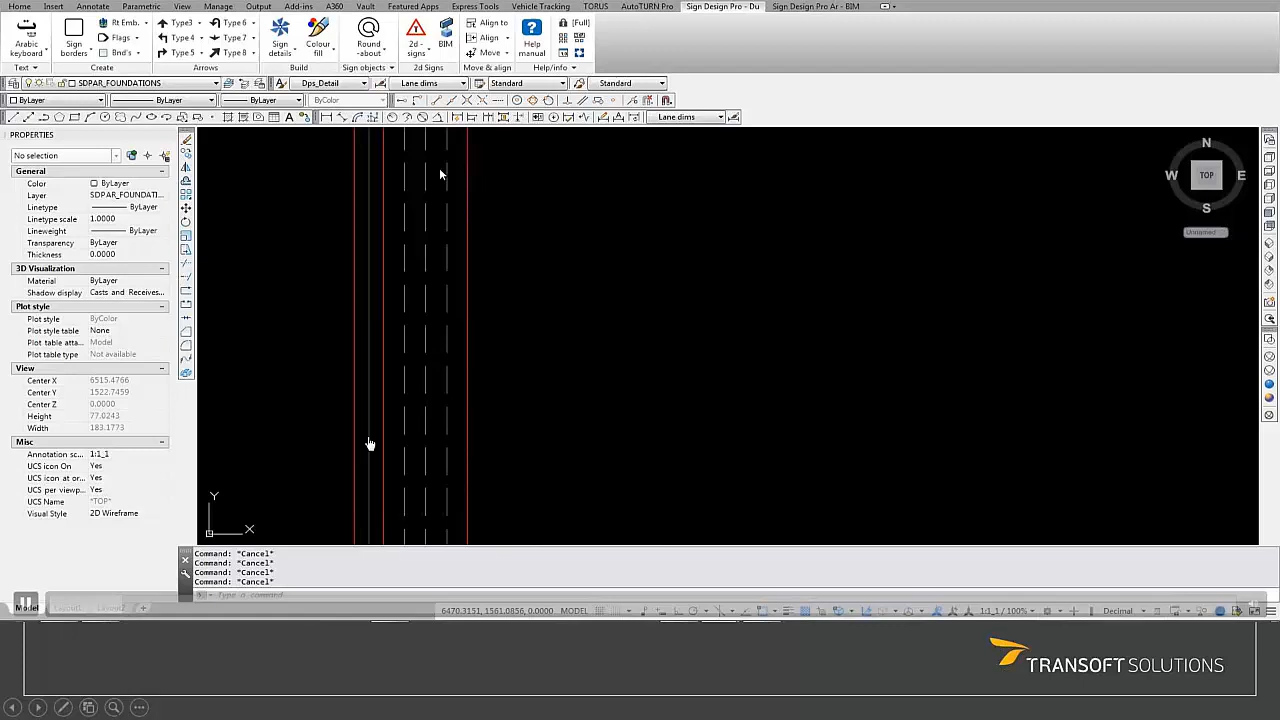 Home Insert Annotate Parametric View Manage Output Add-ins A360 Vault Featured Apps Express Tools Vehicle Tracking TORUS AutoTURN Pro Sign Design Pro - Du Sign Design Pro Ar - BIM
Arabic keyboard
Text
Sign borders
Rt Emb.
Flags
Bnd's
Create
Type3
Type 4
Type 5
Type 6
Type 7
Type 8
Arrows
Sign details
Colour fill
Build
Round -about
Sign objects
2d - signs
BIM
2d Signs
Align to
Align
Move
Move & align
Help manual
[Full]
Help/info
SDPAR_FOUNDATIONS Dps_Detail Lane dims Standard Standard
ByLayer ByLayer ByLayer ByColor
Lane dims
PROPERTIES
No selection
General
Color ByLayer
Layer SDPAR_FOUNDATI...
Linetype ByLayer
Linetype scale 1.0000
Lineweight ByLayer
Transparency ByLayer
Thickness 0.0000
3D Visualization
Material ByLayer
Shadow display Casts and Receives...
Plot style
Plot style ByColor
Plot style table None
Plot table atta... Model
Plot table type Not available
View
Center X 6515.4766
Center Y 1522.7459
Center Z 0.0000
Height 77.0243
Width 183.1773
Misc
Annotation sc... 1:1_1
UCS icon On Yes
UCS icon at or... Yes
UCS per viewp... Yes
UCS Name *TOP*
Visual Style 2D Wireframe
N
W TOP E
S
Unnamed
Y
X
Command: *Cancel*
Command: *Cancel*
Command: *Cancel*
Command: *Cancel*
Type a command
Model Layout1 Layout2 +
6470.3151, 1561.0856, 0.0000 MODEL 1:1_1 / 100% Decimal
TRANSOFT SOLUTIONS